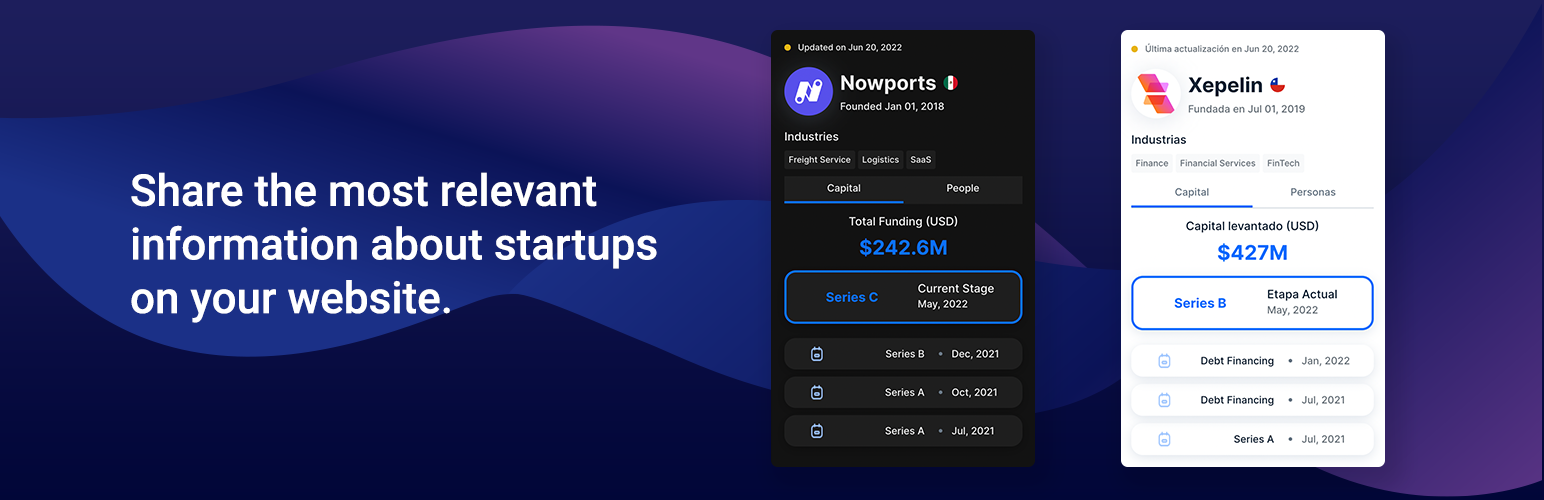 Share the most relevant
information about startups
on your website.
Updated on Jun 20, 2022
Nowports
Founded Jan 01, 2018
Industries
Freight Service Logistics SaaS
Capital People
Total Funding (USD)
$242.6M
Series C
Current Stage
May, 2022
Series B • Dec, 2021
Series A • Oct, 2021
Series A • Jul, 2021
Última actualización en Jun 20, 2022
Xepelin
Fundada en Jul 01, 2019
Industrias
Finance Financial Services FinTech
Capital Personas
Capital levantado (USD)
$427M
Series B
Etapa Actual
May, 2022
Debt Financing • Jan, 2022
Debt Financing • Jul, 2021
Series A • Jul, 2021